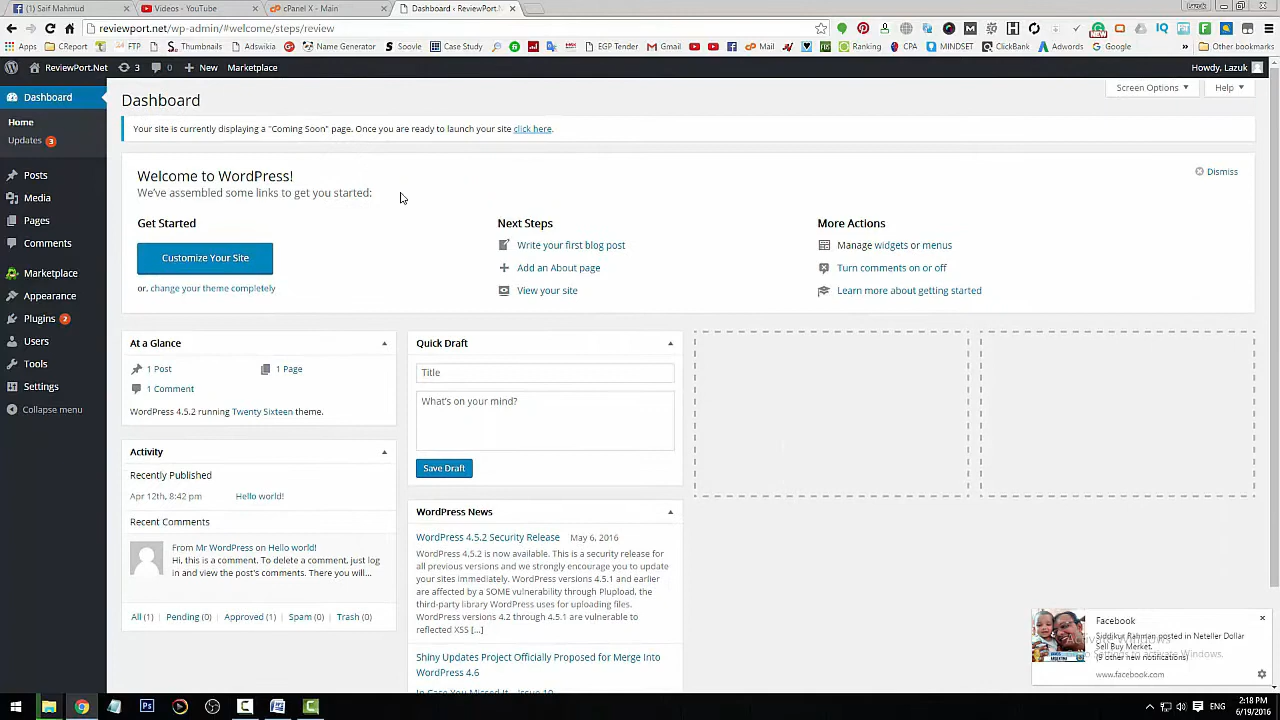 (1) Saif Mahmud
Videos - YouTube
cPanel X - Main
Dashboard ‹ ReviewPort.N
reviewport.net/wp-admin/#welcome/steps/review
Apps
CReport
FTP
Thumbnails
Adswikia
Name Generator
Soovle
Case Study
EGP Tender
Gmail
Mail
Ranking
CPA
MINDSET
ClickBank
Adwords
Google
»
Other bookmarks
ReviewPort.Net
3
0
New
Marketplace
Howdy, Lazuk
Dashboard
Home
Updates 3
Posts
Media
Pages
Comments
Marketplace
Appearance
Plugins 2
Users
Tools
Settings
Collapse menu
Dashboard
Screen Options
Help
Your site is currently displaying a "Coming Soon" page. Once you are ready to launch your site click here.
Welcome to WordPress!
We've assembled some links to get you started:
Dismiss
Get Started
Customize Your Site
or, change your theme completely
Next Steps
Write your first blog post
Add an About page
View your site
More Actions
Manage widgets or menus
Turn comments on or off
Learn more about getting started
At a Glance
1 Post
1 Page
1 Comment
WordPress 4.5.2 running Twenty Sixteen theme.
Activity
Recently Published
Apr 12th, 8:42 pm
Hello world!
Recent Comments
From Mr WordPress on Hello world!
Hi, this is a comment. To delete a comment, just log
in and view the post's comments. There you will...
All (1)
Pending (0)
Approved (1)
Spam (0)
Trash (0)
Quick Draft
Title
What's on your mind?
Save Draft
WordPress News
WordPress 4.5.2 Security Release May 6, 2016
WordPress 4.5.2 is now available. This is a security release for
all previous versions and we strongly encourage you to update
your sites immediately. WordPress versions 4.5.1 and earlier
are affected by a SOME vulnerability through Plupload, the
third-party library WordPress uses for uploading files.
WordPress versions 4.2 through 4.5.1 are vulnerable to
reflected XSS [...]
Shiny Updates Project Officially Proposed for Merge Into
WordPress 4.6
In Case You Missed It – Issue 10
Facebook
Siddikur Rahman posted in Neteller Dollar
Sell Buy Merket.
(9 other new notifications)
www.facebook.com
Activate Windows
to Settings to activate Windows.
ENG
2:18 PM
6/19/2016